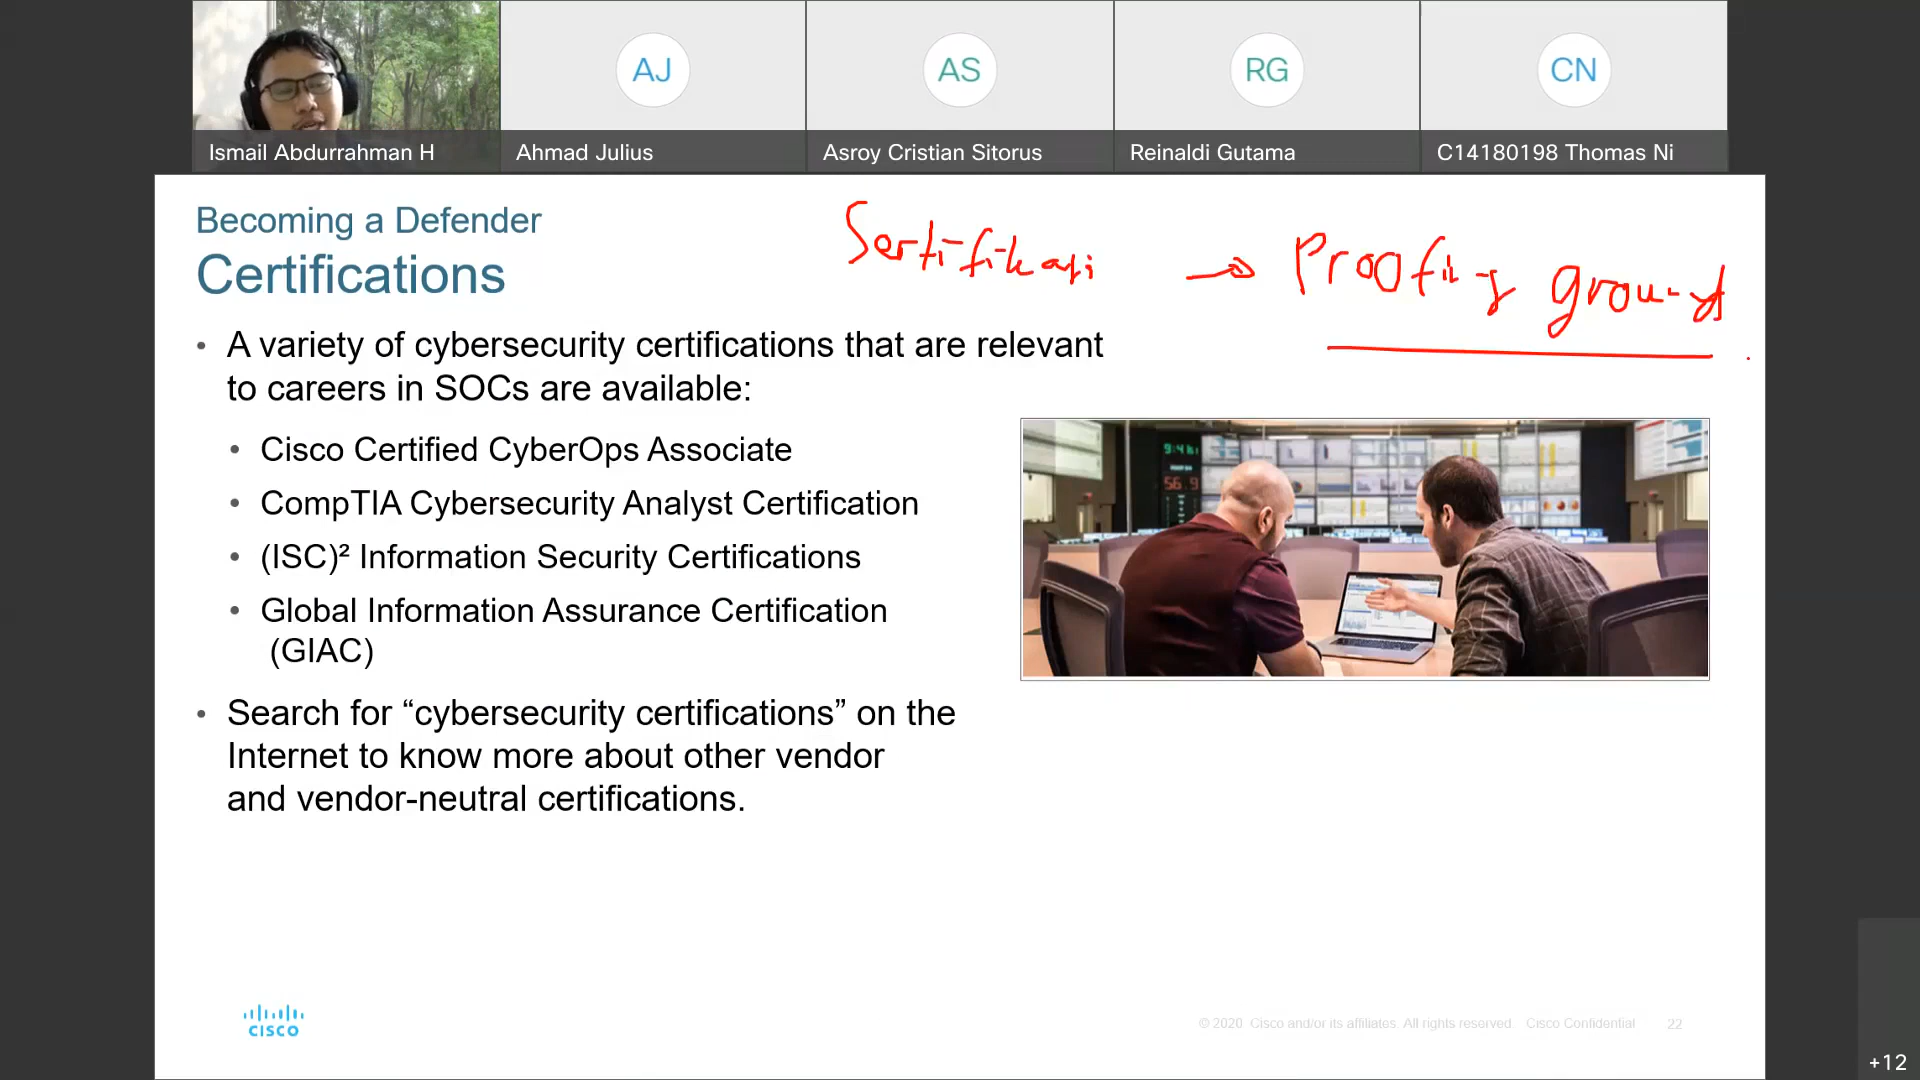 AJ
AS
RG
CN
Ismail Abdurrahman H
Ahmad Julius
Asroy Cristian Sitorus
Reinaldi Gutama
C14180198 Thomas Ni
Becoming a Defender
Certifications
Sertifikasi → Proofing ground
• A variety of cybersecurity certifications that are relevant
to careers in SOCs are available:
• Cisco Certified CyberOps Associate
• CompTIA Cybersecurity Analyst Certification
• (ISC)² Information Security Certifications
• Global Information Assurance Certification
(GIAC)
• Search for “cybersecurity certifications” on the
Internet to know more about other vendor
and vendor-neutral certifications.
CISCO
© 2020 Cisco and/or its affiliates. All rights reserved. Cisco Confidential
22
+12